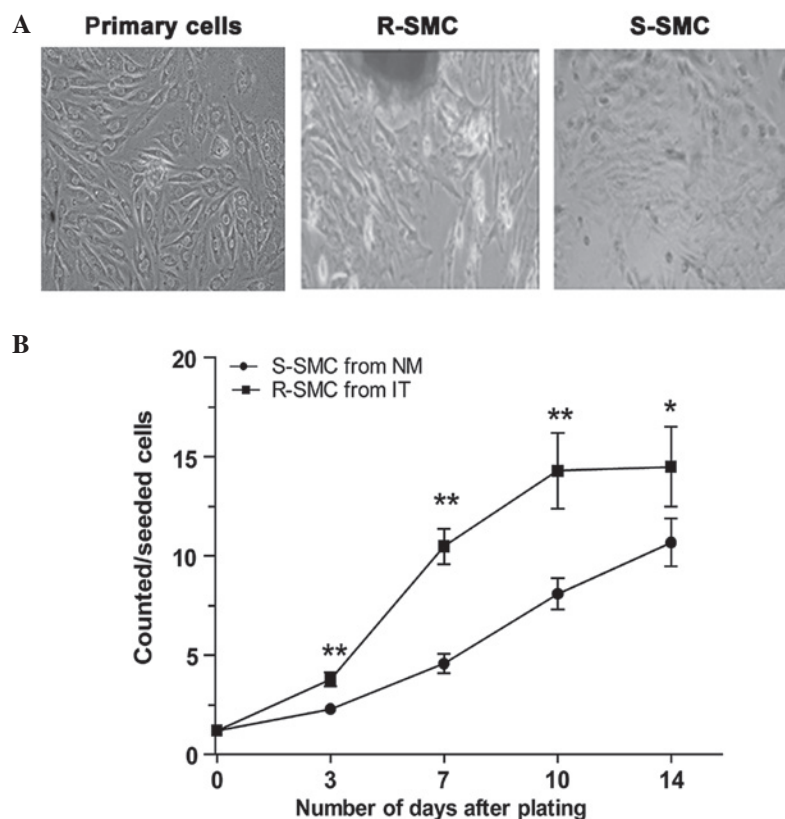 A
Primary cells R-SMC S-SMC
B
20
15
10
5
0
Counted/seeded cells
S-SMC from NM
R-SMC from IT
**
**
**
*
0 3 7 10 14
Number of days after plating